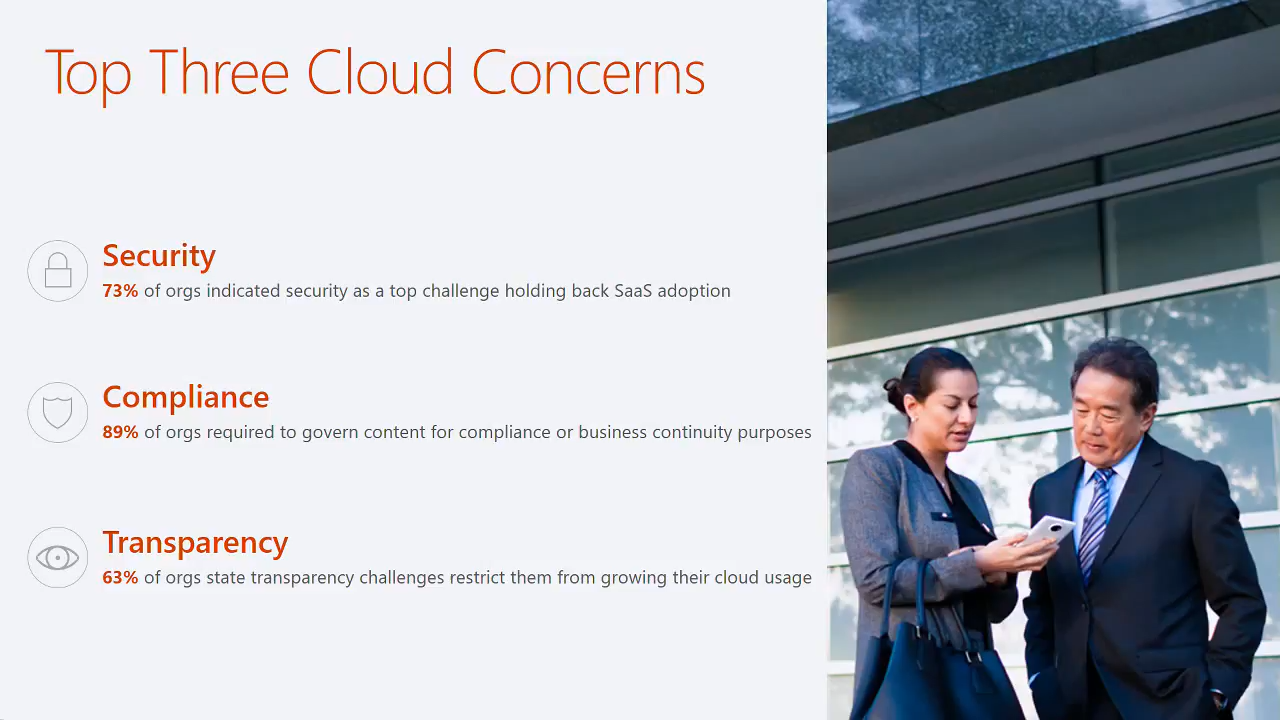 Top Three Cloud Concerns
Security
73% of orgs indicated security as a top challenge holding back SaaS adoption
Compliance
89% of orgs required to govern content for compliance or business continuity purposes
Transparency
63% of orgs state transparency challenges restrict them from growing their cloud usage